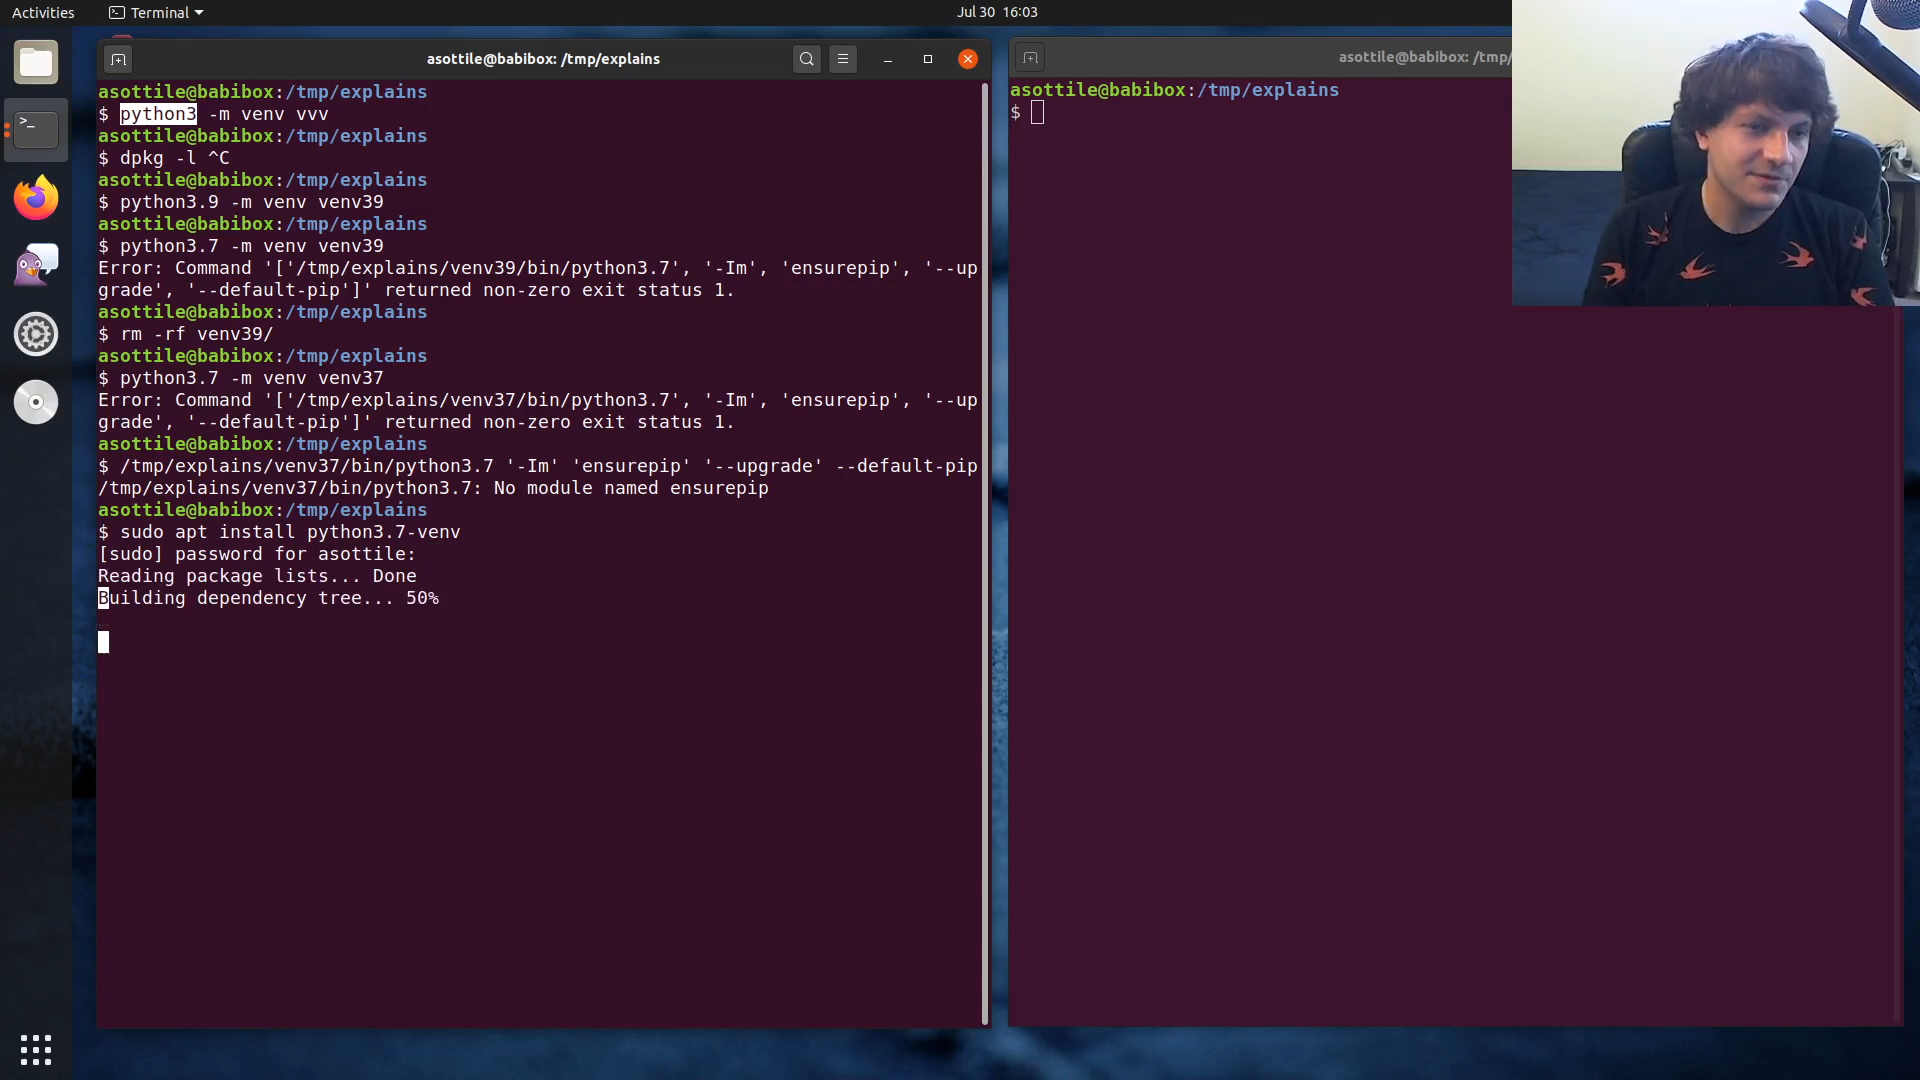 Activities
Terminal
Jul 30 16:03
asottile@babibox: /tmp/explains
asottile@babibox:/tmp/explains
$ python3 -m venv vvv
asottile@babibox:/tmp/explains
$ dpkg -l ^C
asottile@babibox:/tmp/explains
$ python3.9 -m venv venv39
asottile@babibox:/tmp/explains
$ python3.7 -m venv venv39
Error: Command '['/tmp/explains/venv39/bin/python3.7', '-Im', 'ensurepip', '--up
grade', '--default-pip']' returned non-zero exit status 1.
asottile@babibox:/tmp/explains
$ rm -rf venv39/
asottile@babibox:/tmp/explains
$ python3.7 -m venv venv37
Error: Command '['/tmp/explains/venv37/bin/python3.7', '-Im', 'ensurepip', '--up
grade', '--default-pip']' returned non-zero exit status 1.
asottile@babibox:/tmp/explains
$ /tmp/explains/venv37/bin/python3.7 '-Im' 'ensurepip' '--upgrade' --default-pip
/tmp/explains/venv37/bin/python3.7: No module named ensurepip
asottile@babibox:/tmp/explains
$ sudo apt install python3.7-venv
[sudo] password for asottile:
Reading package lists... Done
Building dependency tree... 50%
asottile@babibox: /tmp/
asottile@babibox:/tmp/explains
$